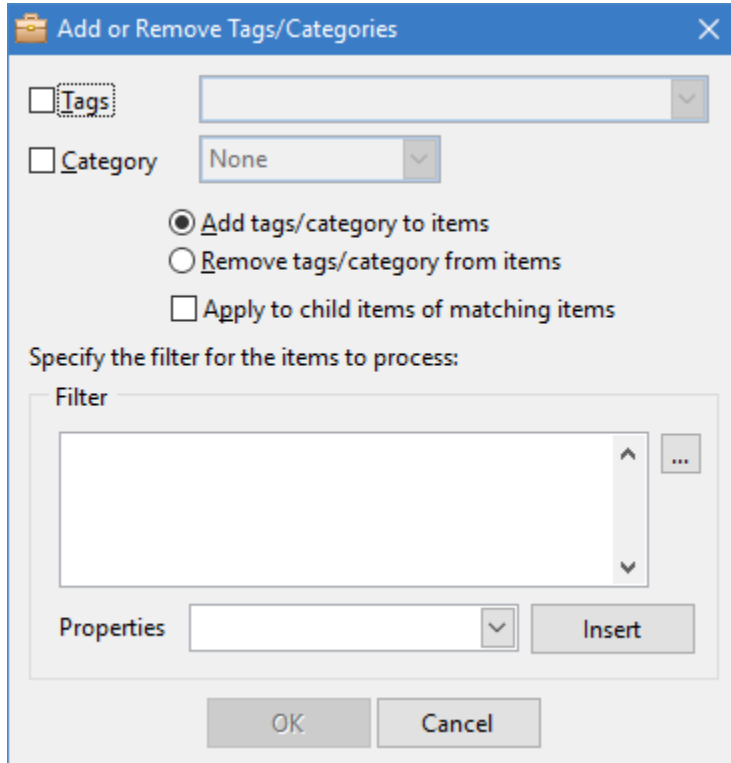 Add or Remove Tags/Categories
Tags
Category None
Add tags/category to items
Remove tags/category from items
Apply to child items of matching items
Specify the filter for the items to process:
Filter
...
Properties Insert
OK Cancel